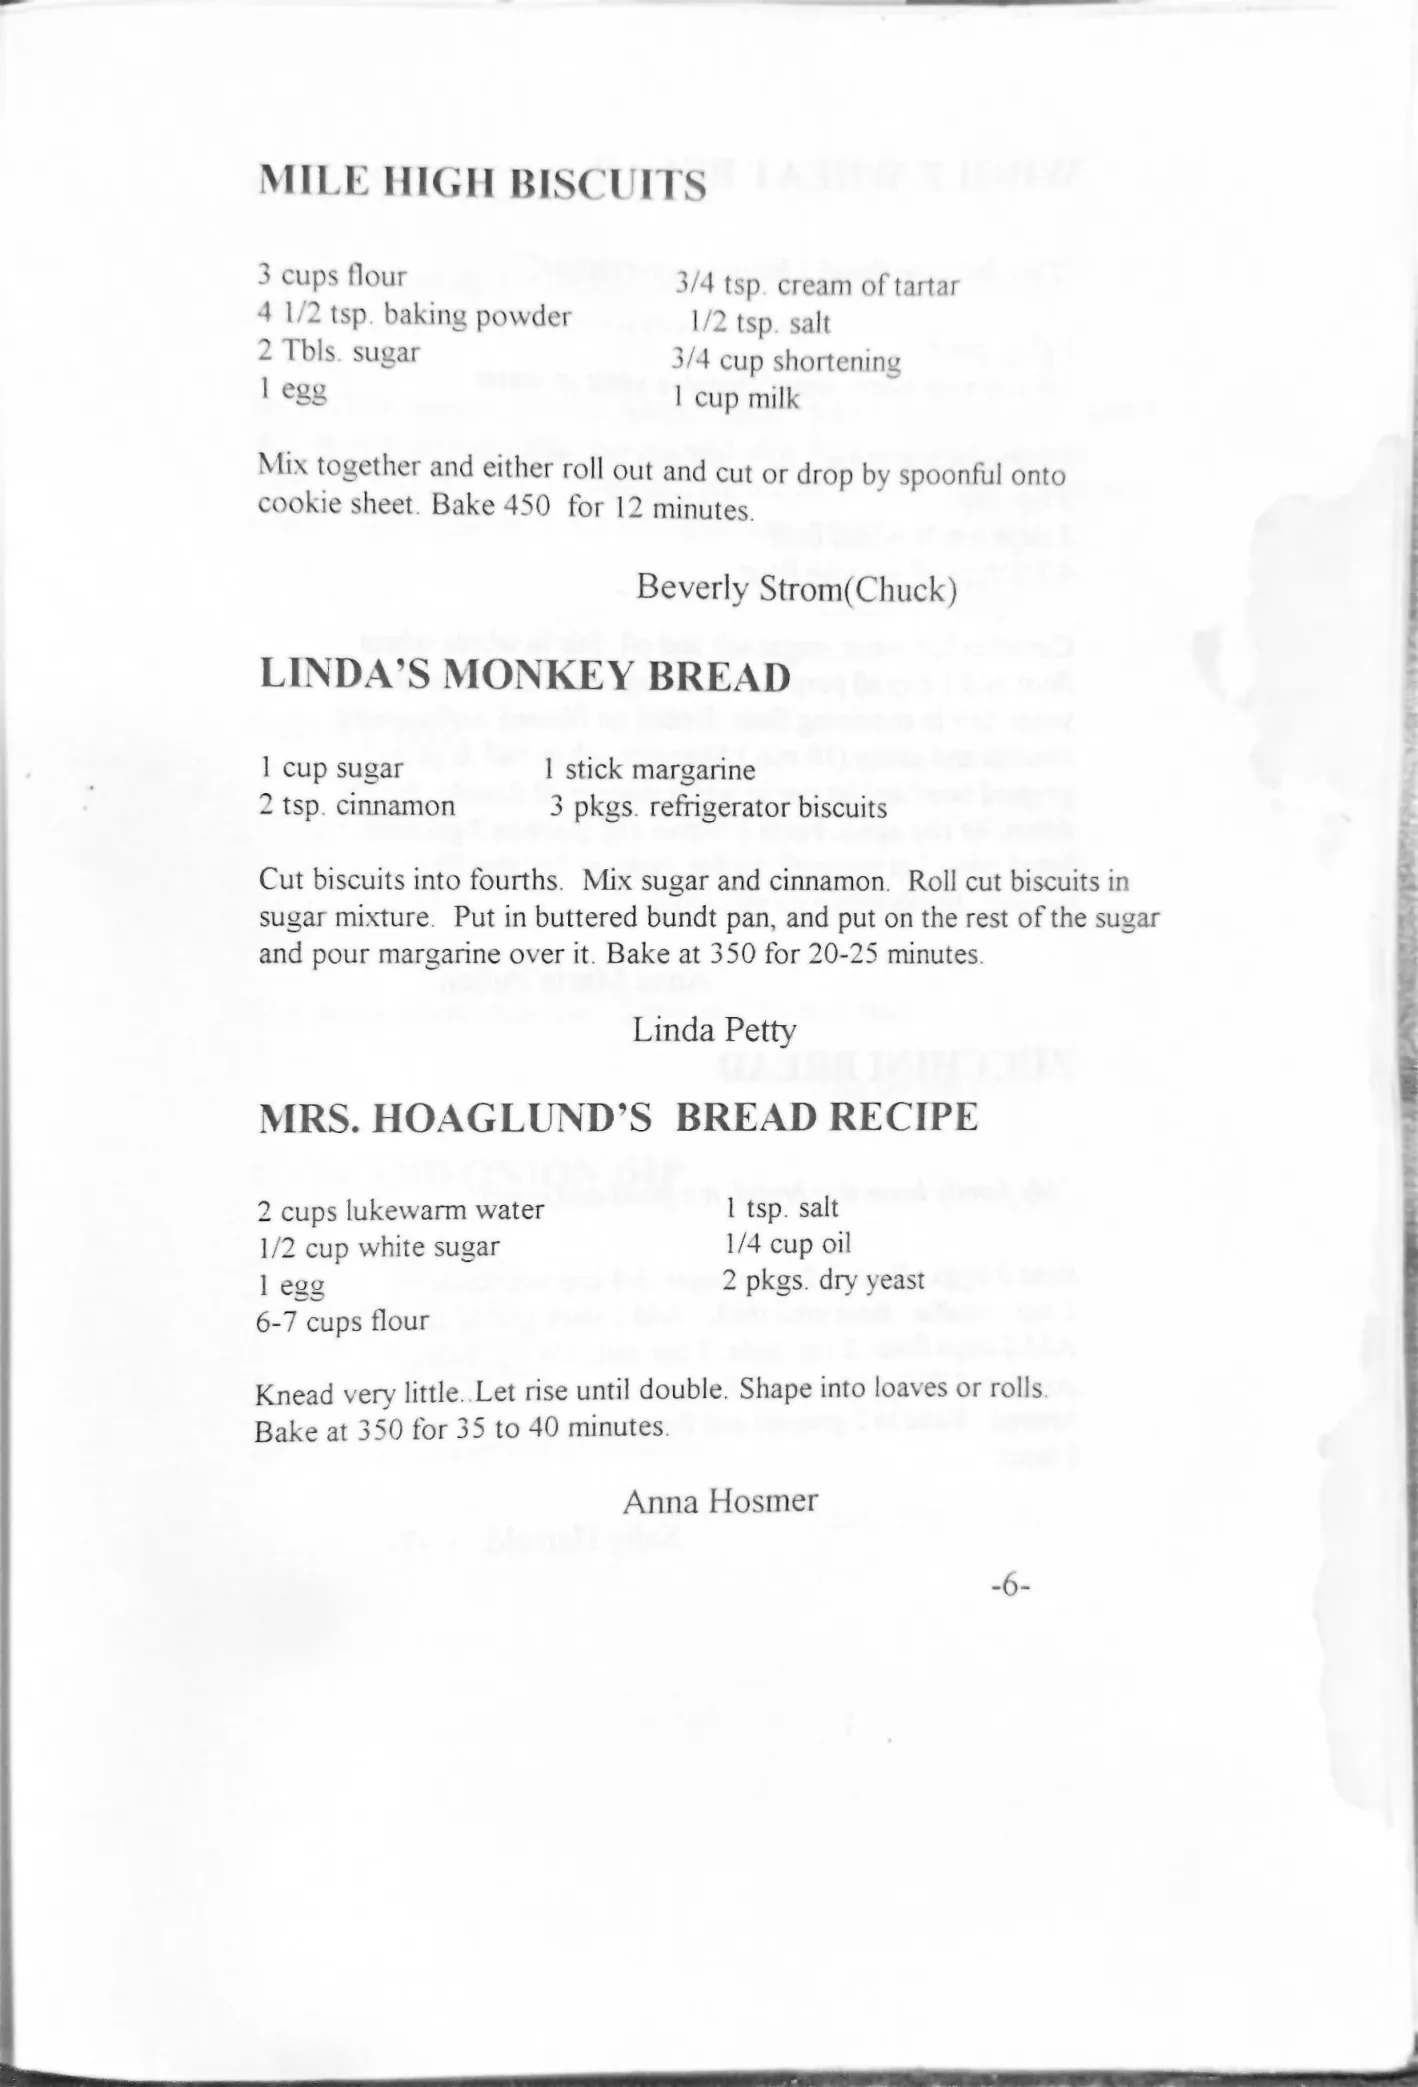 MILE HIGH BISCUITS
3 cups flour 3/4 tsp. cream of tartar
4 1/2 tsp. baking powder 1/2 tsp. salt
2 Tbls. sugar 3/4 cup shortening
1 egg 1 cup milk
Mix together and either roll out and cut or drop by spoonful onto
cookie sheet. Bake 450 for 12 minutes.
Beverly Strom(Chuck)
LINDA'S MONKEY BREAD
1 cup sugar 1 stick margarine
2 tsp. cinnamon 3 pkgs. refrigerator biscuits
Cut biscuits into fourths. Mix sugar and cinnamon. Roll cut biscuits in
sugar mixture. Put in buttered bundt pan, and put on the rest of the sugar
and pour margarine over it. Bake at 350 for 20-25 minutes.
Linda Petty
MRS. HOAGLUND'S BREAD RECIPE
2 cups lukewarm water 1 tsp. salt
1/2 cup white sugar 1/4 cup oil
1 egg 2 pkgs. dry yeast
6-7 cups flour
Knead very little. Let rise until double. Shape into loaves or rolls.
Bake at 350 for 35 to 40 minutes.
Anna Hosmer
-6-